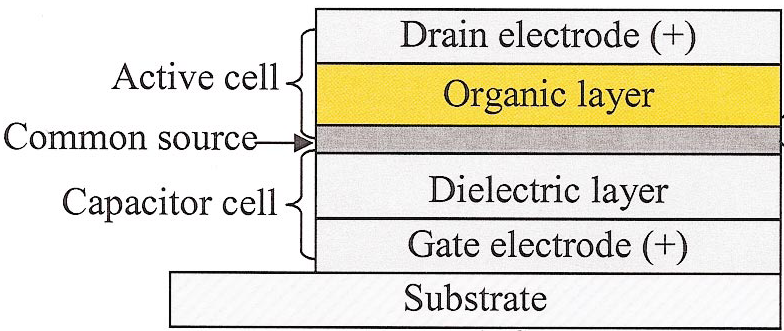 Drain electrode (+)
Active cell
Organic layer
Common source
Dielectric layer
Capacitor cell
Gate electrode (+)
Substrate